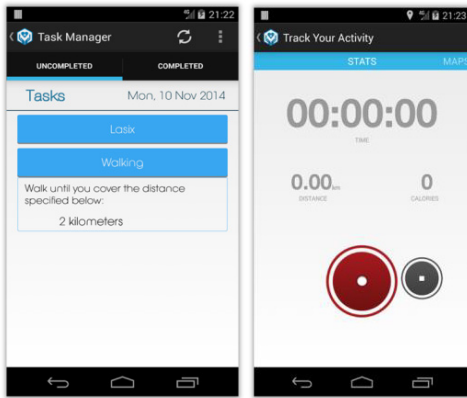 21:22
Task Manager
UNCOMPLETED COMPLETED
Tasks Mon, 10 Nov 2014
Lasix
Walking
Walk until you cover the distance
specified below:
2 kilometers
21:23
Track Your Activity
STATS MAPS
00:00:00
TIME
0.00 km 0
DISTANCE CALORIES